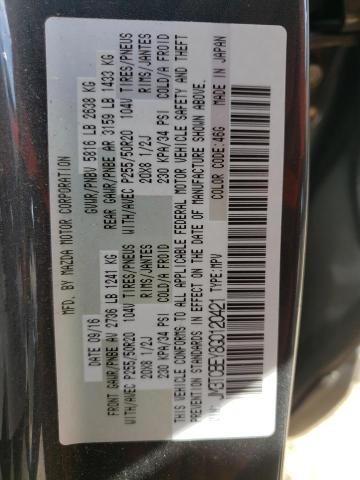 MFD. BY MAZDA MOTOR CORPORATION
DATE 09/16 GVWR/PNBV 5816 LB 2638 KG
FRONT GAWR/PNBE AV 2736 LB 1241 KG REAR GAWR/PNBE AR 3159 LB 1433 KG
WITH/AVEC P255/50R20 104V TIRES/PNEUS WITH/AVEC P255/50R20 104V TIRES/PNEUS
20X8 1/2J RIMS/JANTES 20X8 1/2J RIMS/JANTES
230 KPA/34 PSI COLD/A FROID 230 KPA/34 PSI COLD/A FROID
THIS VEHICLE CONFORMS TO ALL APPLICABLE FEDERAL MOTOR VEHICLE SAFETY AND THEFT
PREVENTION STANDARDS IN EFFECT ON THE DATE OF MANUFACTURE SHOWN ABOVE.
JM3TCBEY8G0120421 TYPE:MPV COLOR CODE:46G MADE IN JAPAN